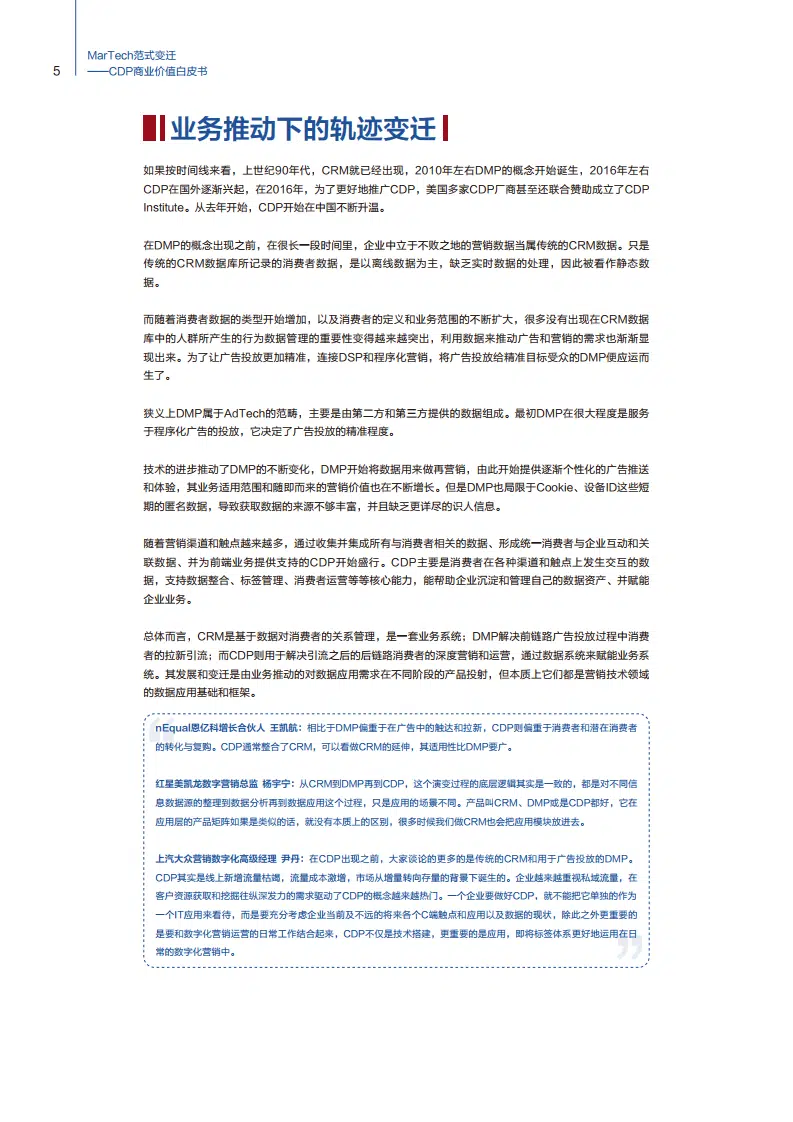 MarTech范式变迁
5
——CDP商业价值白皮书
业务推动下的轨迹变迁
如果按时间线来看，上世纪90年代，CRM就已经出现，2010年左右DMP的概念开始诞生，2016年左右
CDP在国外逐渐兴起，在2016年，为了更好地推广CDP，美国多家CDP厂商甚至还联合赞助成立了CDP
Institute。从去年开始，CDP开始在中国不断升温。
在DMP的概念出现之前，在很长一段时间里，企业中立于不败之地的营销数据当属传统的CRM数据。只是
传统的CRM数据库所记录的消费者数据，是以离线数据为主，缺乏实时数据的处理，因此被看作静态数
据。
而随着消费者数据的类型开始增加，以及消费者的定义和业务范围的不断扩大，很多没有出现在CRM数据
库中的人群所产生的行为数据管理的重要性变得越来越突出，利用数据来推动广告和营销的需求也渐渐显
现出来。为了让广告投放更加精准，连接DSP和程序化营销，将广告投放给精准目标受众的DMP便应运而
生了。
狭义上DMP属于AdTech的范畴，主要是由第二方和第三方提供的数据组成。最初DMP在很大程度是服务
于程序化广告的投放，它决定了广告投放的精准程度。
技术的进步推动了DMP的不断变化，DMP开始将数据用来做再营销，由此开始提供逐渐个性化的广告推送
和体验，其业务适用范围和随即而来的营销价值也在不断增长。但是DMP也局限于Cookie、设备ID这些短
期的匿名数据，导致获取数据的来源不够丰富，并且缺乏更详尽的识人信息。
随着营销渠道和触点越来越多，通过收集并集成所有与消费者相关的数据、形成统一消费者与企业互动和关
联数据、并为前端业务提供支持的CDP开始盛行。CDP主要是消费者在各种渠道和触点上发生交互的数
据，支持数据整合、标签管理、消费者运营等等核心能力，能帮助企业沉淀和管理自己的数据资产、并赋能
企业业务。
总体而言，CRM是基于数据对消费者的关系管理，是一套业务系统；DMP解决前链路广告投放过程中消费
者的拉新引流；而CDP则用于解决引流之后的后链路消费者的深度营销和运营，通过数据系统来赋能业务系
统。其发展和变迁是由业务推动的对数据应用需求在不同阶段的产品投射，但本质上它们都是营销技术领域
的数据应用基础和框架。
nEqual恩亿科增长合伙人 王凯航：相比于DMP偏重于在广告中的触达和拉新，CDP则偏重于消费者和潜在消费者
的转化与复购。CDP通常整合了CRM，可以看做CRM的延伸，其适用性比DMP要广。
红星美凯龙数字营销总监 杨宇宁：从CRM到DMP再到CDP，这个演变过程的底层逻辑其实是一致的，都是对不同信
息数据源的整理到数据分析再到数据应用这个过程，只是应用的场景不同。产品叫CRM、DMP或是CDP都好，它在
应用层的产品矩阵如果是类似的话，就没有本质上的区别，很多时候我们做CRM也会把应用模块放进去。
上汽大众营销数字化高级经理 尹丹：在CDP出现之前，大家谈论的更多的是传统的CRM和用于广告投放的DMP。
CDP其实是线上新增流量枯竭，流量成本激增，市场从增量转向存量的背景下诞生的。企业越来越重视私域流量，在
客户资源获取和挖掘往纵深发力的需求驱动了CDP的概念越来越热门。一个企业要做好CDP，就不能把它单独的作为
一个IT应用来看待，而是要充分考虑企业当前及不远的将来各个C端触点和应用以及数据的现状，除此之外更重要的
是要和数字化营销运营的日常工作结合起来，CDP不仅是技术搭建，更重要的是应用，即将标签体系更好地运用在日
常的数字化营销中。